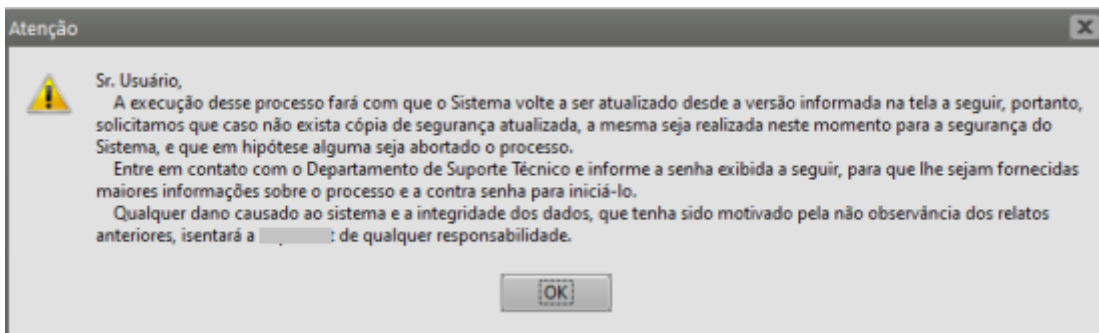 Atenção
Sr. Usuário,
A execução desse processo fará com que o Sistema volte a ser atualizado desde a versão informada na tela a seguir, portanto,
solicitamos que caso não exista cópia de segurança atualizada, a mesma seja realizada neste momento para a segurança do
Sistema, e que em hipótese alguma seja abortado o processo.
Entre em contato com o Departamento de Suporte Técnico e informe a senha exibida a seguir, para que lhe sejam fornecidas
maiores informações sobre o processo e a contra senha para iniciá-lo.
Qualquer dano causado ao sistema e a integridade dos dados, que tenha sido motivado pela não observância dos relatos
anteriores, isentará a de qualquer responsabilidade.
OK